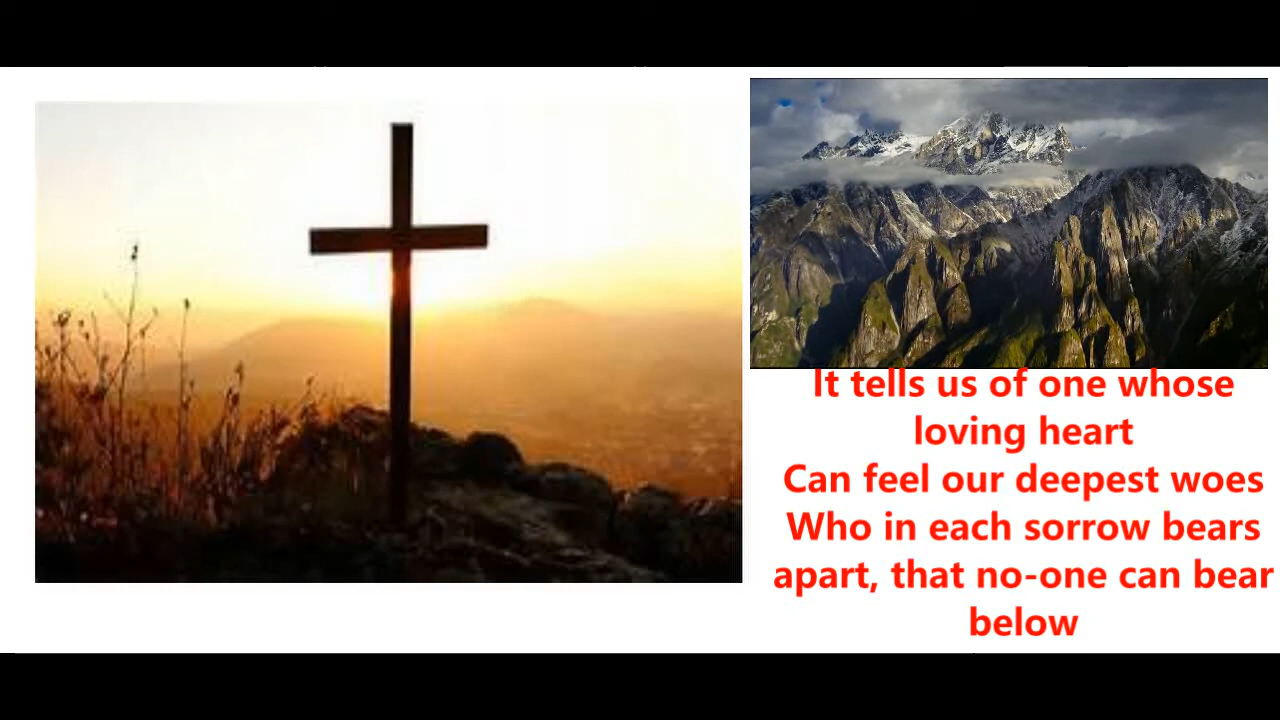 It tells us of one whose
loving heart
Can feel our deepest woes
Who in each sorrow bears
apart, that no-one can bear
below